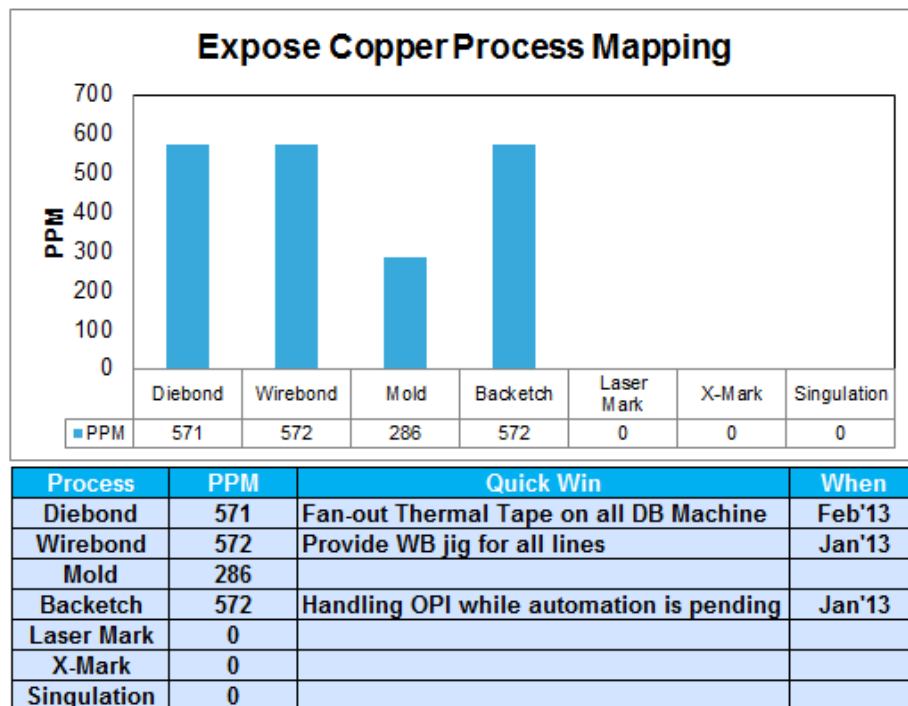 Expose Copper Process Mapping
700
600
500
400
300
200
100
0
PPM
Diebond Wirebond Mold Backetch Laser Mark X-Mark Singulation
PPM 571 572 286 572 0 0 0
Process PPM Quick Win When
Diebond 571 Fan-out Thermal Tape on all DB Machine Feb'13
Wirebond 572 Provide WB jig for all lines Jan'13
Mold 286
Backetch 572 Handling OPI while automation is pending Jan'13
Laser Mark 0
X-Mark 0
Singulation 0